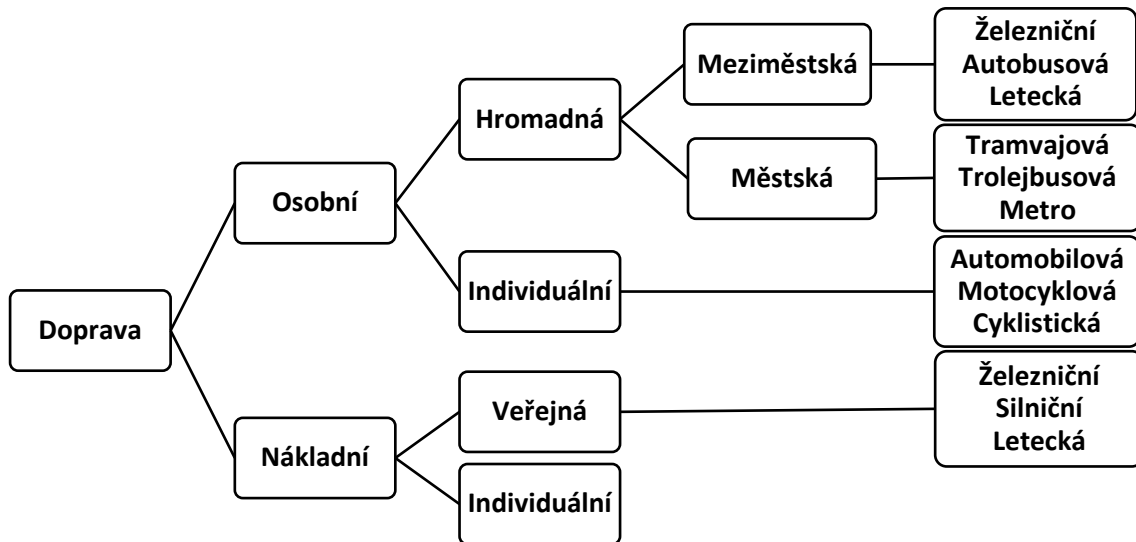 Doprava
Osobní
Hromadná
Meziměstská
Železniční
Autobusová
Letecká
Městská
Tramvajová
Trolejbusová
Metro
Individuální
Automobilová
Motocyklová
Cyklistická
Nákladní
Veřejná
Železniční
Silniční
Letecká
Individuální